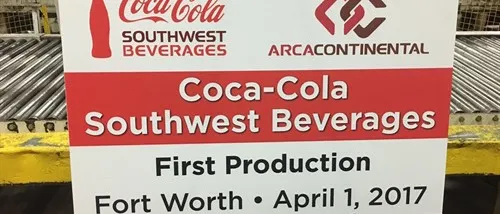 Coca-Cola
SOUTHWEST
BEVERAGES
ARCACONTINENTAL
Coca-Cola
Southwest Beverages
First Production
Fort Worth • April 1, 2017